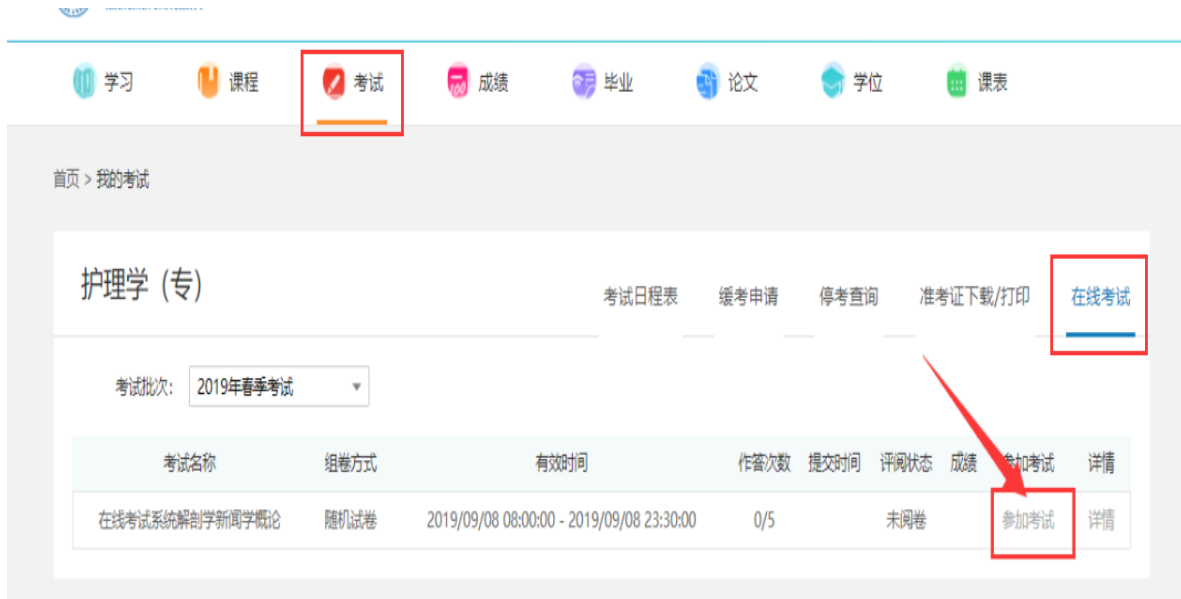 学习 课程 考试 成绩 毕业 论文 学位 课表
首页 > 我的考试
护理学（专）
考试日程表 缓考申请 停考查询 准考证下载/打印 在线考试
考试批次： 2019年春季考试
考试名称 组卷方式 有效时间 作答次数 提交时间 评阅状态 成绩 参加考试 详情
在线考试系统解剖学新闻学概论 随机试卷 2019/09/08 08:00:00 - 2019/09/08 23:30:00 0/5 未阅卷 参加考试 详情